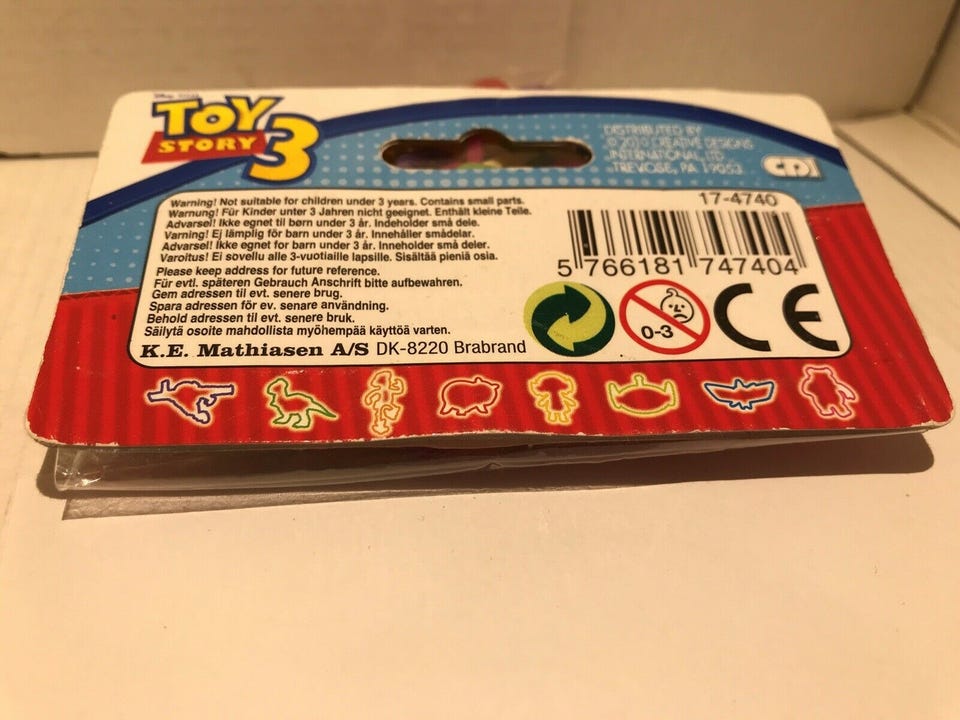 TOY
STORY
3
DISTRIBUTED BY
© 2010 CREATIVE DESIGNS
INTERNATIONAL, LTD
TREVOSE, PA 19053
CDI
Warning! Not suitable for children under 3 years. Contains small parts.
Warnung! Für Kinder unter 3 Jahren nicht geeignet. Enthält kleine Teile.
Advarsel! Ikke egnet til børn under 3 år. Indeholder små dele.
Varning! Ej lämplig för barn under 3 år. Innehåller smådelar.
Advarsel! Ikke egnet for barn under 3 år. Inneholder små deler.
Varoitus! Ei sovellu alle 3-vuotiaille lapsille. Sisältää pieniä osia.
Please keep address for future reference.
Für evtl. späteren Gebrauch Anschrift bitte aufbewahren.
Gem adressen til evt. senere brug.
Spara adressen för ev. senare användning.
Behold adressen til evt. senere bruk.
Säilytä osoite mahdollista myöhempää käyttöä varten.
K.E. Mathiasen A/S DK-8220 Brabrand
17-4740
5 766181 747404
0-3
CE